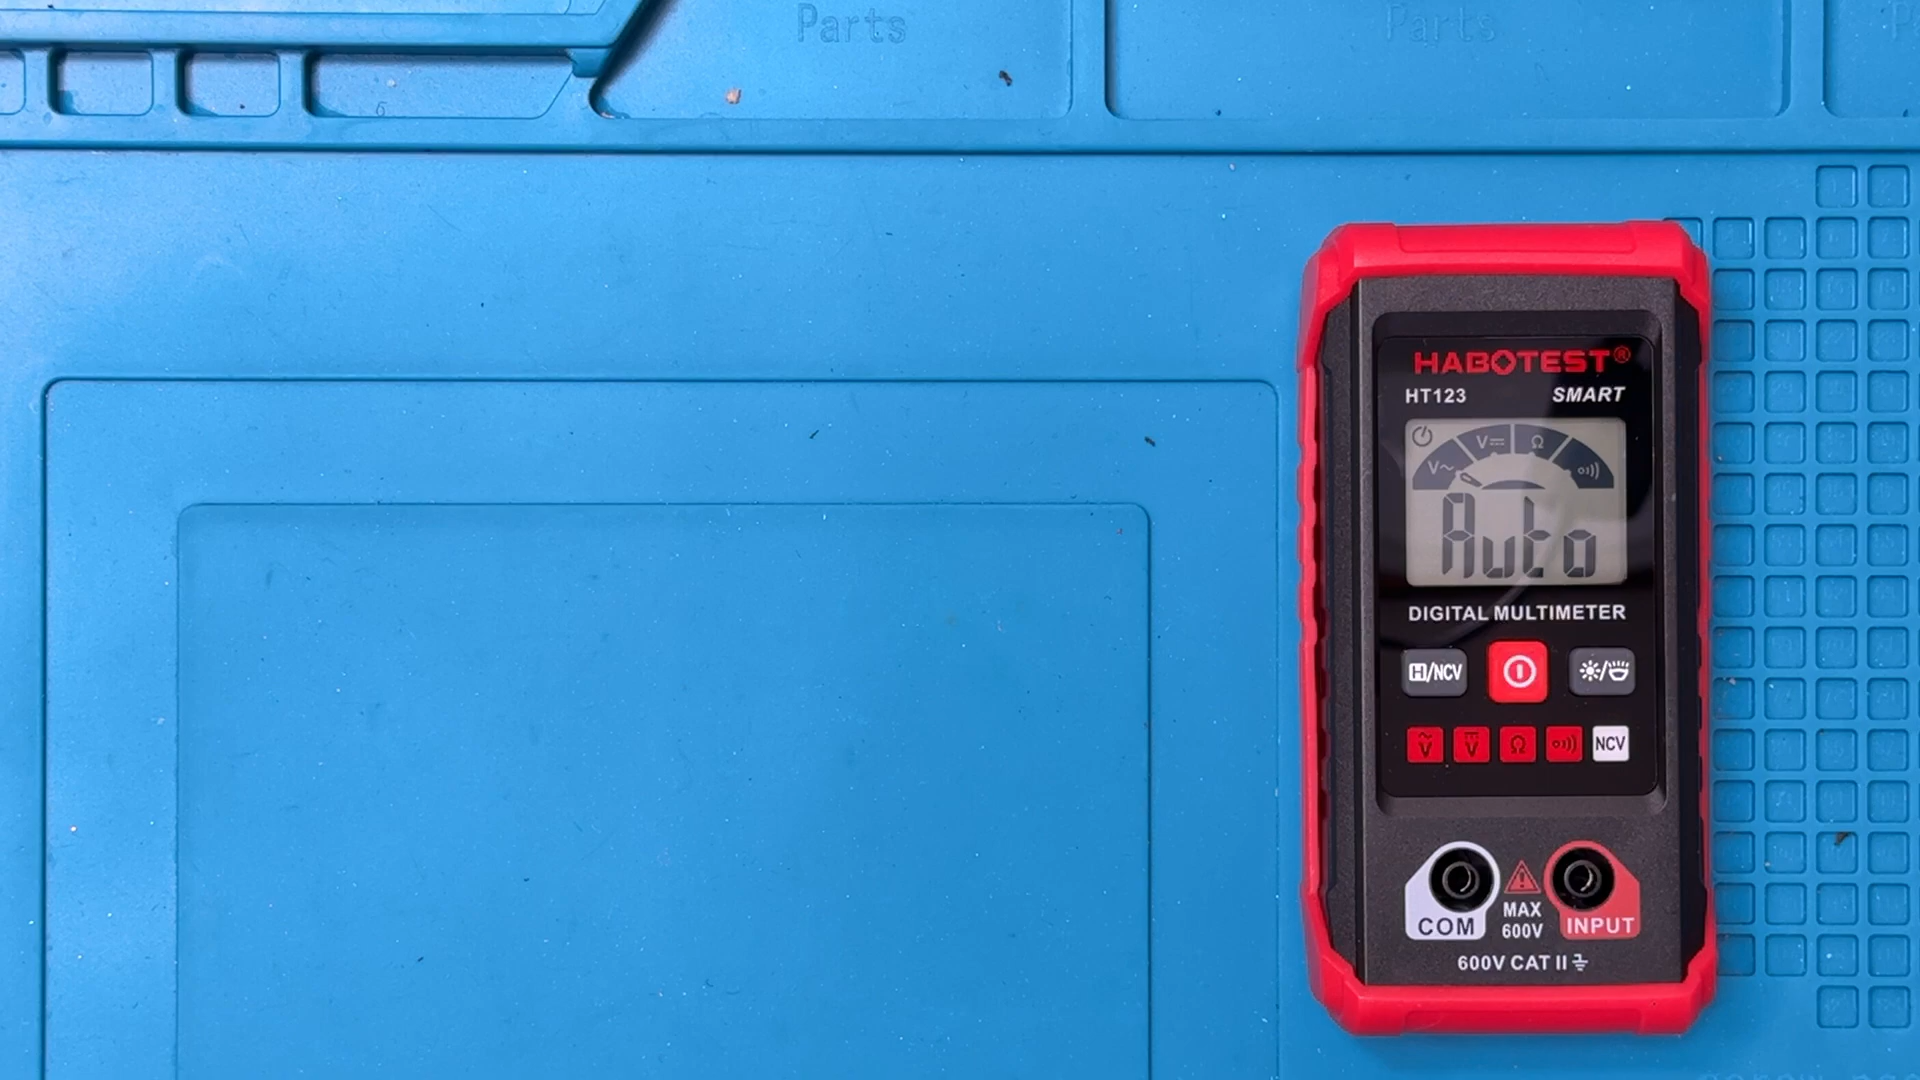 Parts
Parts
HABOTEST®
HT123 SMART
V~ V Ω
Auto
DIGITAL MULTIMETER
H/NCV
V V Ω NCV
MAX
600V
COM INPUT
600V CAT II